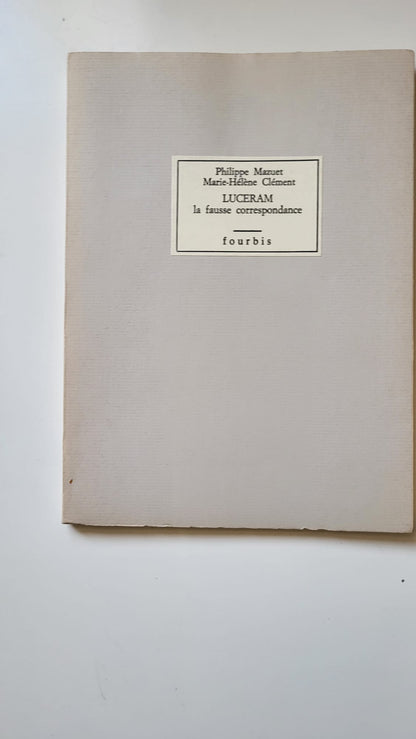 Philippe Mazuet
Marie-Hélène Clément
LUCERAM
la fausse correspondance
fourbis